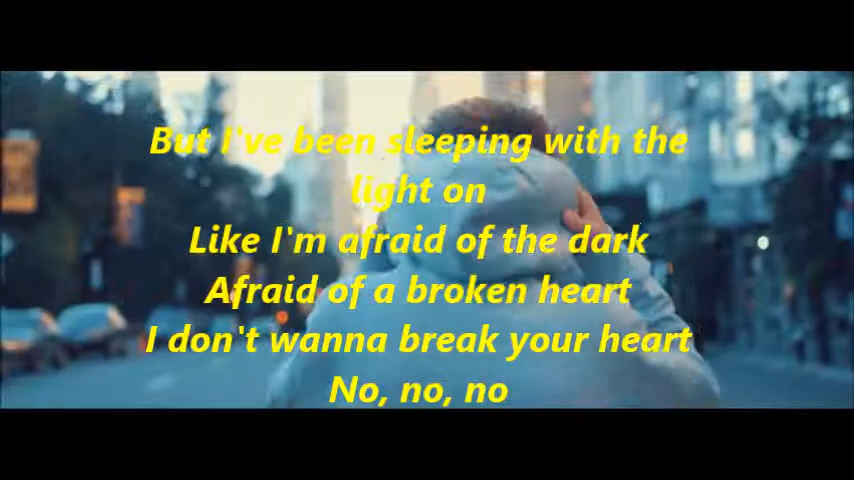 But I've been sleeping with the
light on
Like I'm afraid of the dark
Afraid of a broken heart
I don't wanna break your heart
No, no, no